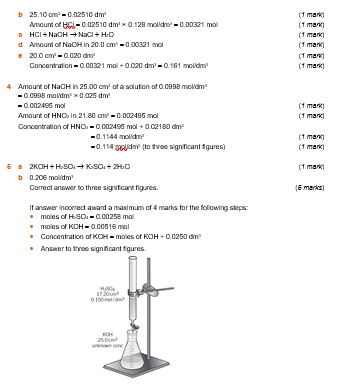 b 25.10 cm³ = 0.02510 dm³ (1 mark)
Amount of HCl = 0.02510 dm³ × 0.128 mol/dm³ = 0.00321 mol (1 mark)
c HCl + NaOH → NaCl + H₂O (1 mark)
d Amount of NaOH in 20.0 cm³ = 0.00321 mol (1 mark)
e 20.0 cm³ = 0.020 dm³ (1 mark)
Concentration = 0.00321 mol ÷ 0.020 dm³ = 0.161 mol/dm³ (1 mark)
4 Amount of NaOH in 25.00 cm³ of a solution of 0.0998 mol/dm³
= 0.0998 mol/dm³ × 0.025 dm³
= 0.002495 mol (1 mark)
Amount of HNO₃ in 21.80 cm³ = 0.002495 mol (1 mark)
Concentration of HNO₃ = 0.002495 mol ÷ 0.02180 dm³
= 0.1144 mol/dm³ (1 mark)
= 0.114 mol/dm³ (to three significant figures) (1 mark)
5 a 2KOH + H₂SO₄ → K₂SO₄ + 2H₂O (1 mark)
b 0.206 mol/dm³
Correct answer to three significant figures. (5 marks)
If answer incorrect award a maximum of 4 marks for the following steps:
• moles of H₂SO₄ = 0.00258 mol
• moles of KOH = 0.00516 mol
• Concentration of KOH = moles of KOH ÷ 0.0250 dm³
• Answer to three significant figures.
H₂SO₄
17.20 cm³
0.150 mol/dm³
KOH
25.0 cm³
unknown conc